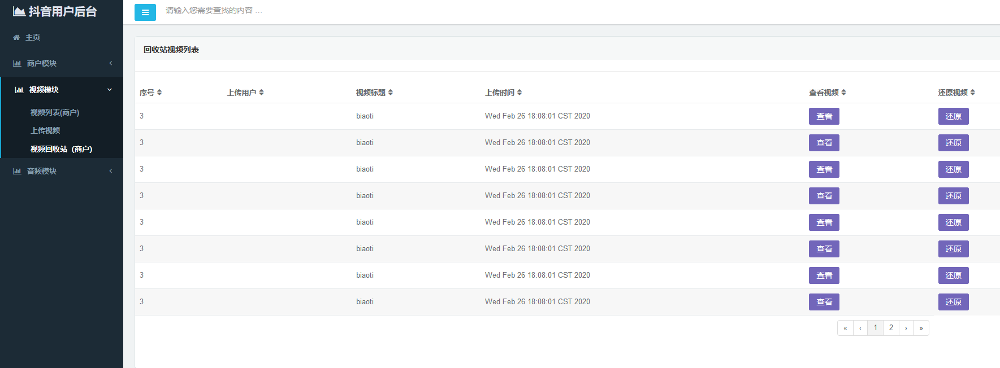 抖音用户后台
请输入您需要查找的内容 …
主页
商户模块
视频模块
视频列表(商户)
上传视频
视频回收站（商户）
音频模块
回收站视频列表
序号 上传用户 视频标题 上传时间 查看视频 还原视频
3 biaoti Wed Feb 26 18:08:01 CST 2020 查看 还原
3 biaoti Wed Feb 26 18:08:01 CST 2020 查看 还原
3 biaoti Wed Feb 26 18:08:01 CST 2020 查看 还原
3 biaoti Wed Feb 26 18:08:01 CST 2020 查看 还原
3 biaoti Wed Feb 26 18:08:01 CST 2020 查看 还原
3 biaoti Wed Feb 26 18:08:01 CST 2020 查看 还原
3 biaoti Wed Feb 26 18:08:01 CST 2020 查看 还原
3 biaoti Wed Feb 26 18:08:01 CST 2020 查看 还原
« ‹ 1 2 › »